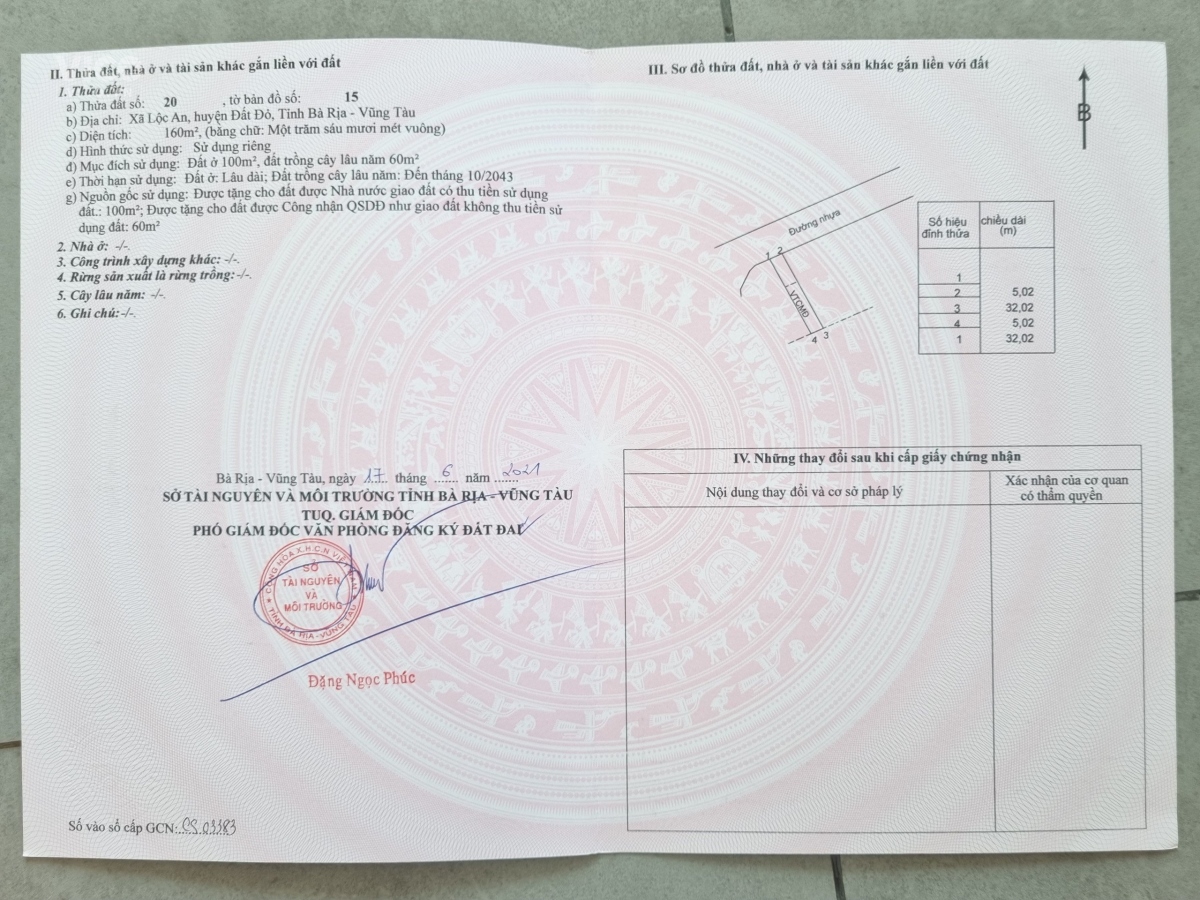 II. Thửa đất, nhà ở và tài sản khác gắn liền với đất
1. Thửa đất:
a) Thửa đất số: 20 , tờ bản đồ số: 15
b) Địa chỉ: Xã Lộc An, huyện Đất Đỏ, Tỉnh Bà Rịa - Vũng Tàu
c) Diện tích: 160m², (bằng chữ: Một trăm sáu mươi mét vuông)
d) Hình thức sử dụng: Sử dụng riêng
đ) Mục đích sử dụng: Đất ở 100m², đất trồng cây lâu năm 60m²
e) Thời hạn sử dụng: Đất ở: Lâu dài; Đất trồng cây lâu năm: Đến tháng 10/2043
g) Nguồn gốc sử dụng: Được tặng cho đất được Nhà nước giao đất có thu tiền sử dụng
đất.: 100m²; Được tặng cho đất được Công nhận QSDĐ như giao đất không thu tiền sử
dụng đất: 60m²
2. Nhà ở: -/-.
3. Công trình xây dựng khác: -/-.
4. Rừng sản xuất là rừng trồng:-/-.
5. Cây lâu năm: -/-.
6. Ghi chú:-/-.
Bà Rịa - Vũng Tàu, ngày 17 tháng 6 năm 2021
SỞ TÀI NGUYÊN VÀ MÔI TRƯỜNG TỈNH BÀ RỊA - VŨNG TÀU
TUQ. GIÁM ĐỐC
PHÓ GIÁM ĐỐC VĂN PHÒNG ĐĂNG KÝ ĐẤT ĐAI
CỘNG HÒA X.H.C.N VIỆT NAM
SỞ
TÀI NGUYÊN
VÀ
MÔI TRƯỜNG
TỈNH BÀ RỊA - VŨNG TÀU
Đặng Ngọc Phúc
Số vào sổ cấp GCN: CS 03383
III. Sơ đồ thửa đất, nhà ở và tài sản khác gắn liền với đất
B
Đường nhựa
1 2
VTCMĐ
4 3
Số hiệu đỉnh thửa chiều dài (m)
1
2 5,02
3 32,02
4 5,02
1 32,02
IV. Những thay đổi sau khi cấp giấy chứng nhận
Nội dung thay đổi và cơ sở pháp lý
Xác nhận của cơ quan
có thẩm quyền